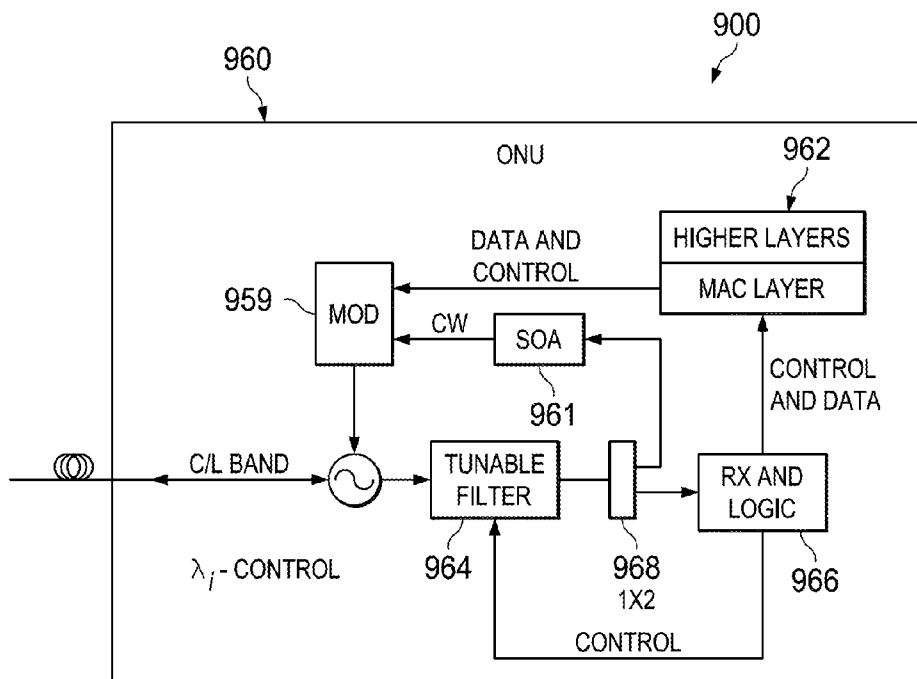 900
960
ONU
962
HIGHER LAYERS
DATA AND
CONTROL
MAC LAYER
959
MOD
CW
SOA
961
CONTROL
AND DATA
C/L BAND
TUNABLE
FILTER
RX AND
LOGIC
λi - CONTROL
964
968
1X2
966
CONTROL